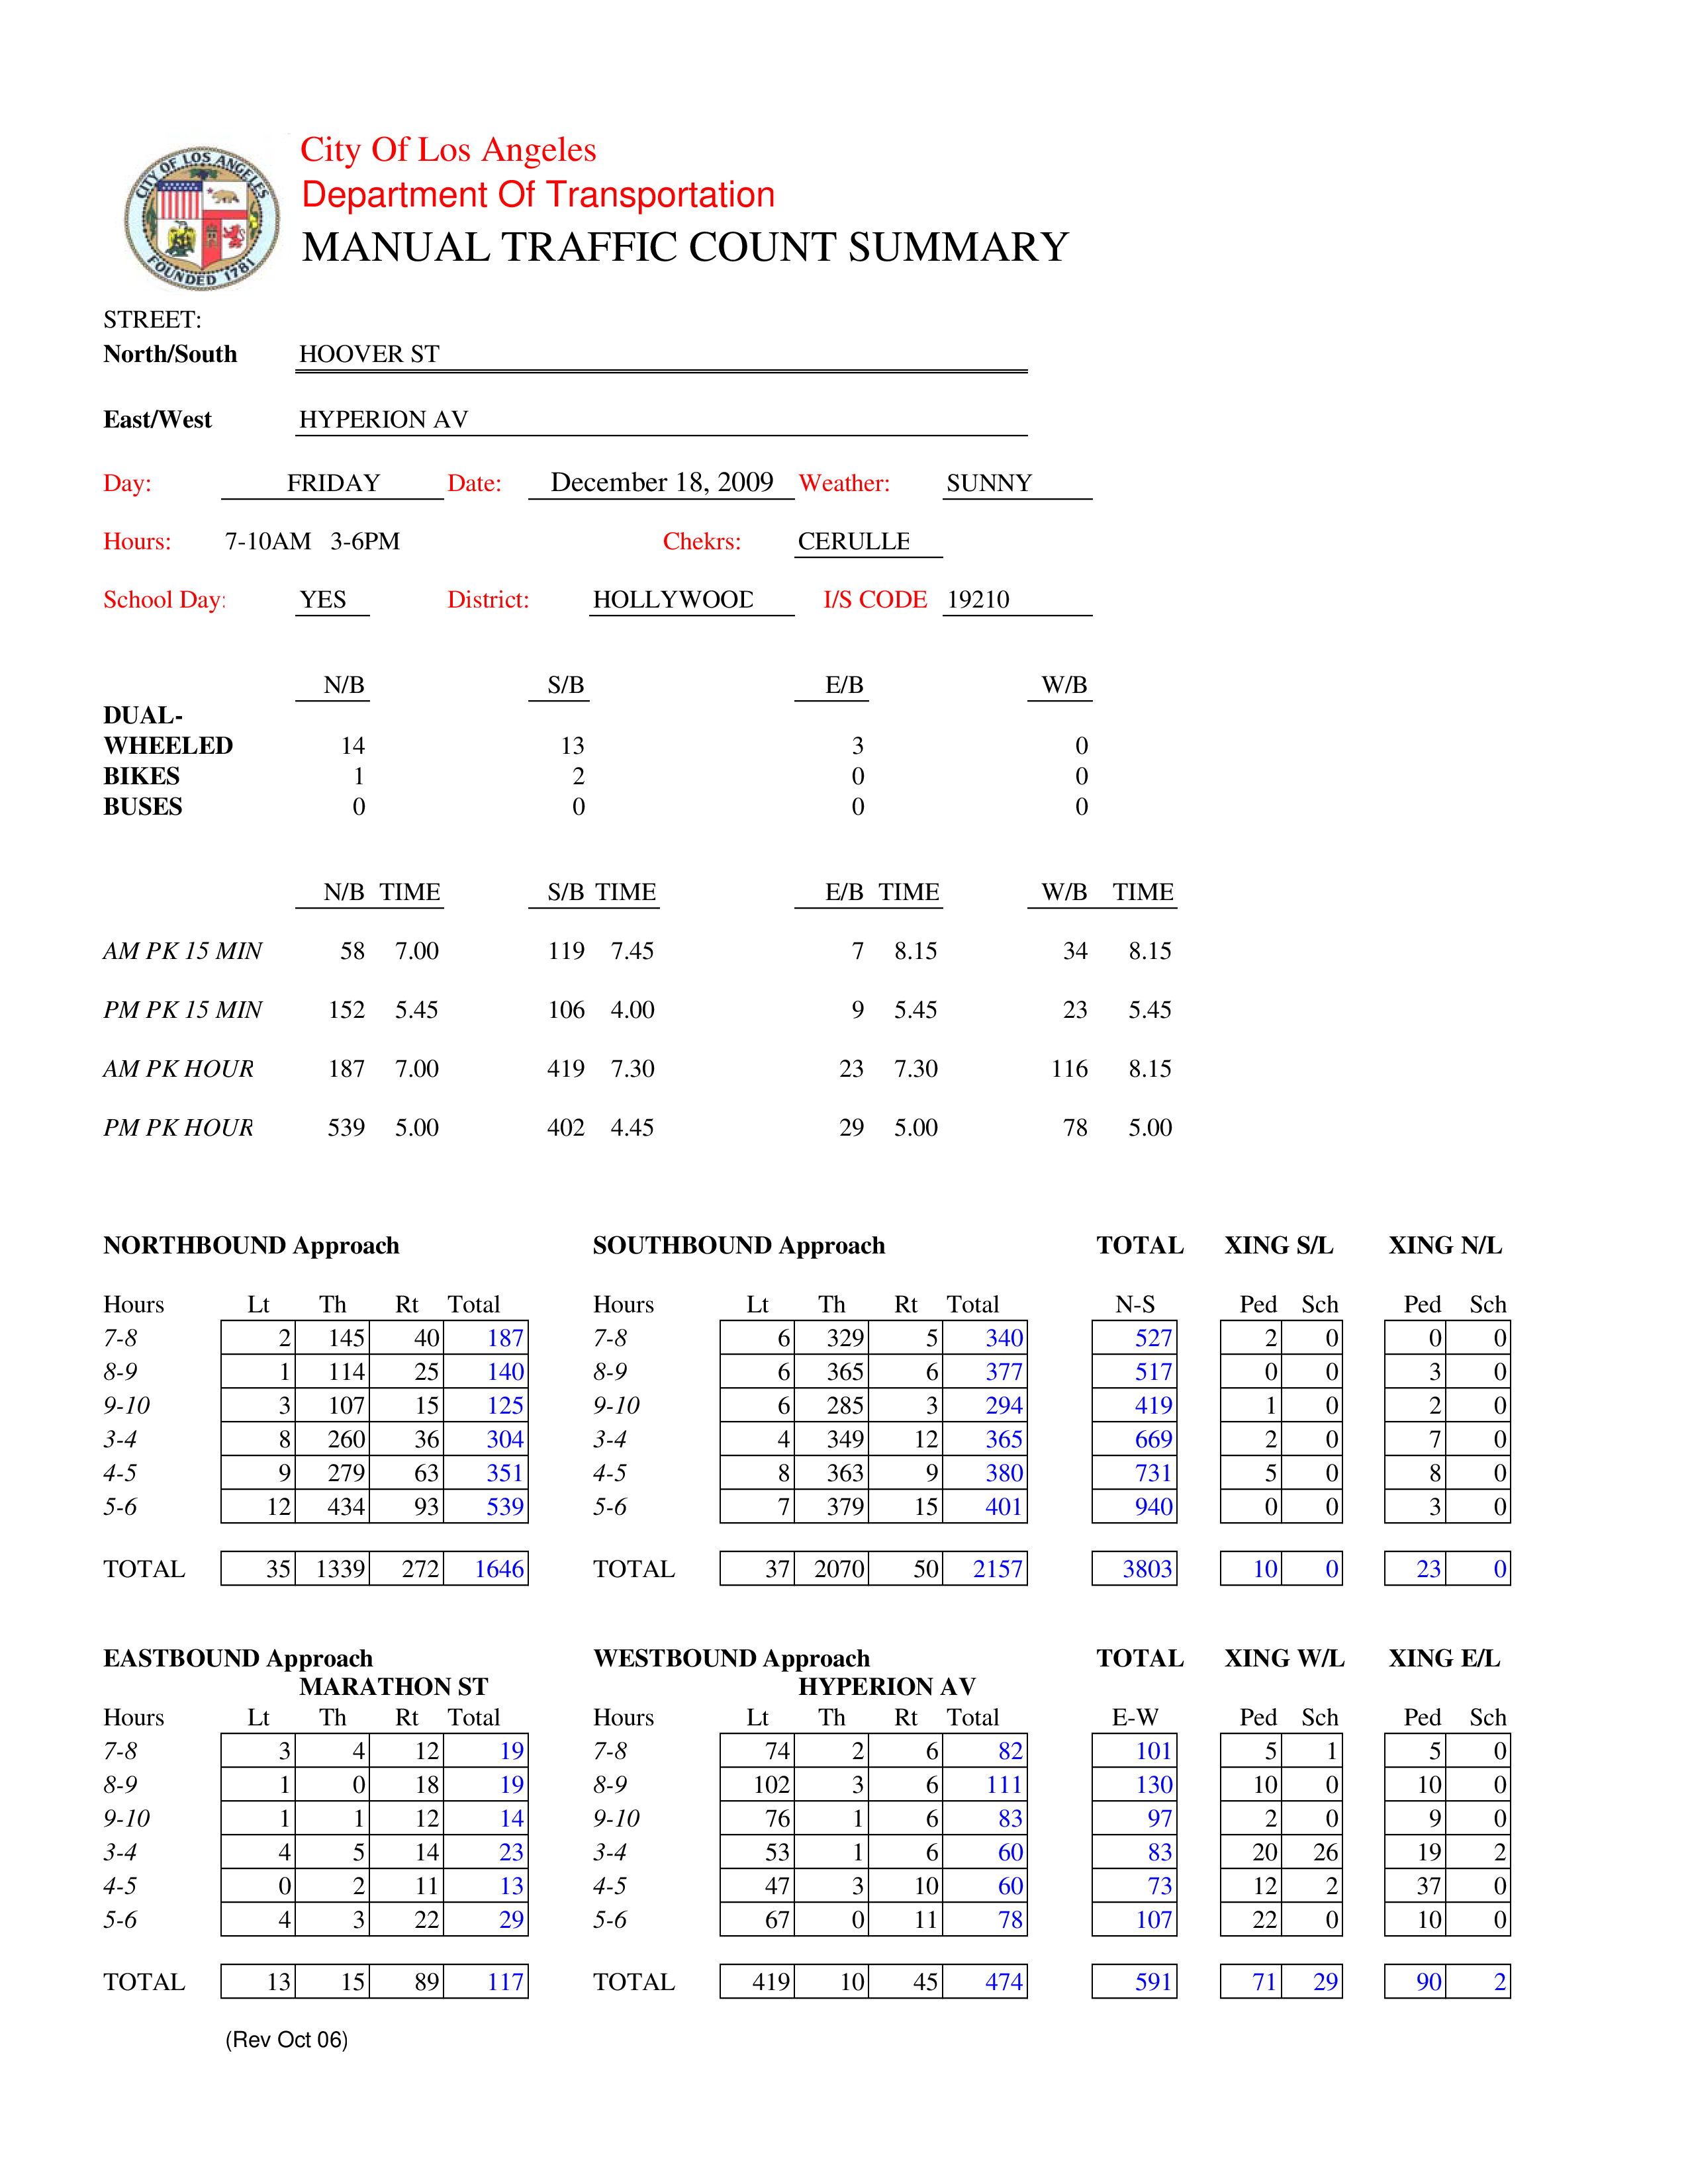 CITY OF LOS ANGELES
FOUNDED 1781
City Of Los Angeles
Department Of Transportation
MANUAL TRAFFIC COUNT SUMMARY
STREET:
North/South HOOVER ST
East/West HYPERION AV
Day: FRIDAY Date: December 18, 2009 Weather: SUNNY
Hours: 7-10AM 3-6PM Chekrs: CERULLE
School Day: YES District: HOLLYWOOD I/S CODE 19210
N/B S/B E/B W/B
DUAL-
WHEELED 14 13 3 0
BIKES 1 2 0 0
BUSES 0 0 0 0
N/B TIME S/B TIME E/B TIME W/B TIME
AM PK 15 MIN 58 7.00 119 7.45 7 8.15 34 8.15
PM PK 15 MIN 152 5.45 106 4.00 9 5.45 23 5.45
AM PK HOUR 187 7.00 419 7.30 23 7.30 116 8.15
PM PK HOUR 539 5.00 402 4.45 29 5.00 78 5.00
NORTHBOUND Approach SOUTHBOUND Approach TOTAL XING S/L XING N/L
Hours Lt Th Rt Total Hours Lt Th Rt Total N-S Ped Sch Ped Sch
7-8 2 145 40 187 7-8 6 329 5 340 527 2 0 0 0
8-9 1 114 25 140 8-9 6 365 6 377 517 0 0 3 0
9-10 3 107 15 125 9-10 6 285 3 294 419 1 0 2 0
3-4 8 260 36 304 3-4 4 349 12 365 669 2 0 7 0
4-5 9 279 63 351 4-5 8 363 9 380 731 5 0 8 0
5-6 12 434 93 539 5-6 7 379 15 401 940 0 0 3 0
TOTAL 35 1339 272 1646 TOTAL 37 2070 50 2157 3803 10 0 23 0
EASTBOUND Approach WESTBOUND Approach TOTAL XING W/L XING E/L
MARATHON ST HYPERION AV
Hours Lt Th Rt Total Hours Lt Th Rt Total E-W Ped Sch Ped Sch
7-8 3 4 12 19 7-8 74 2 6 82 101 5 1 5 0
8-9 1 0 18 19 8-9 102 3 6 111 130 10 0 10 0
9-10 1 1 12 14 9-10 76 1 6 83 97 2 0 9 0
3-4 4 5 14 23 3-4 53 1 6 60 83 20 26 19 2
4-5 0 2 11 13 4-5 47 3 10 60 73 12 2 37 0
5-6 4 3 22 29 5-6 67 0 11 78 107 22 0 10 0
TOTAL 13 15 89 117 TOTAL 419 10 45 474 591 71 29 90 2
(Rev Oct 06)